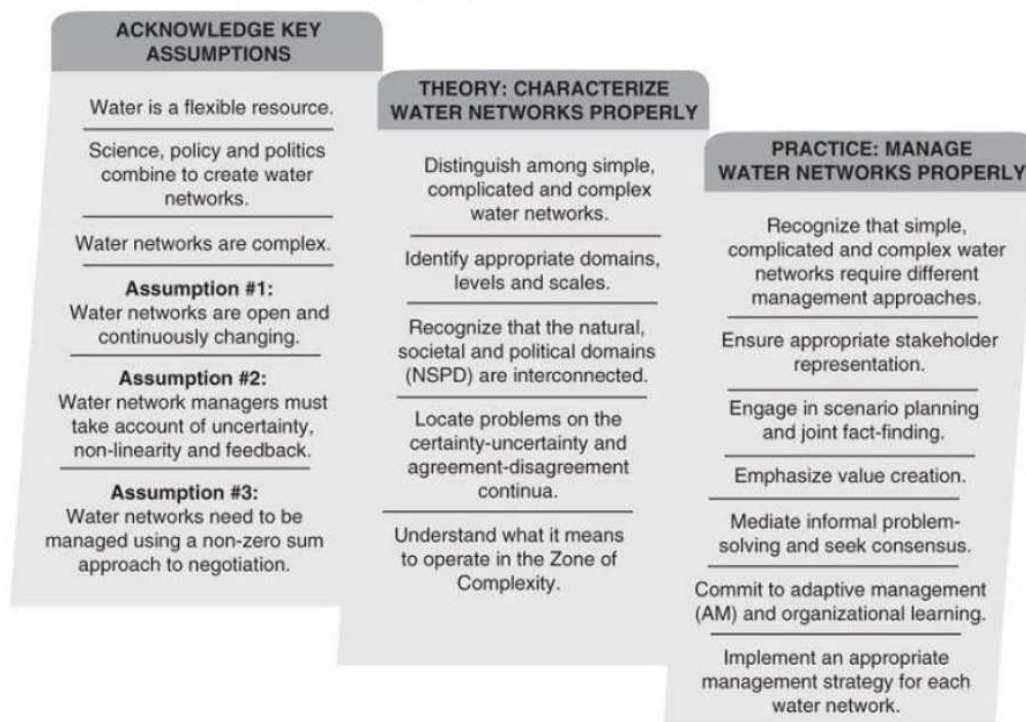 ACKNOWLEDGE KEY
ASSUMPTIONS
Water is a flexible resource.
Science, policy and politics
combine to create water
networks.
Water networks are complex.
Assumption #1:
Water networks are open and
continuously changing.
Assumption #2:
Water network managers must
take account of uncertainty,
non-linearity and feedback.
Assumption #3:
Water networks need to be
managed using a non-zero sum
approach to negotiation.
THEORY: CHARACTERIZE
WATER NETWORKS PROPERLY
Distinguish among simple,
complicated and complex
water networks.
Identify appropriate domains,
levels and scales.
Recognize that the natural,
societal and political domains
(NSPD) are interconnected.
Locate problems on the
certainty-uncertainty and
agreement-disagreement
continua.
Understand what it means
to operate in the Zone of
Complexity.
PRACTICE: MANAGE
WATER NETWORKS PROPERLY
Recognize that simple,
complicated and complex water
networks require different
management approaches.
Ensure appropriate stakeholder
representation.
Engage in scenario planning
and joint fact-finding.
Emphasize value creation.
Mediate informal problem-
solving and seek consensus.
Commit to adaptive management
(AM) and organizational learning.
Implement an appropriate
management strategy for each
water network.